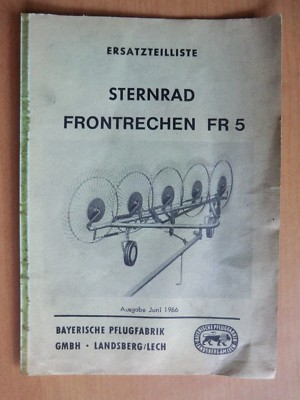 ERSATZTEILLISTE
STERNRAD
FRONTRECHEN FR 5
Ausgabe Juni 1966
BAYERISCHE PFLUGFABRIK
GMBH · LANDSBERG/LECH